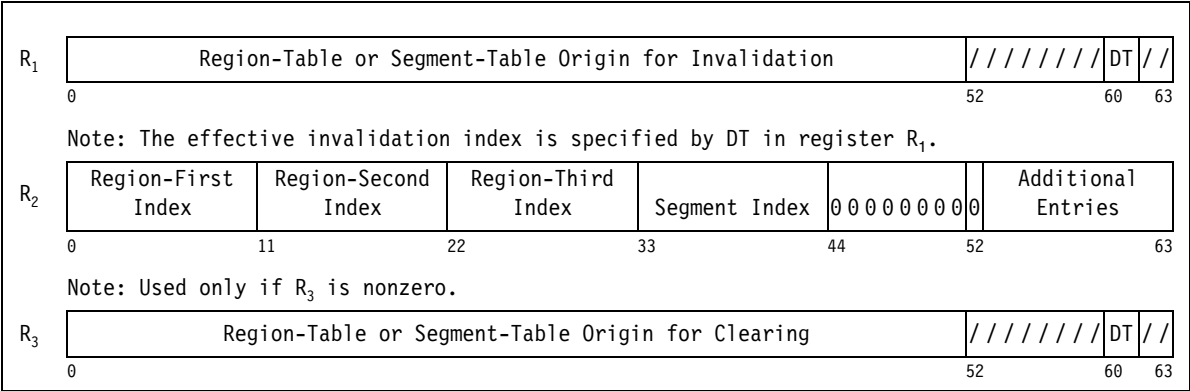 R₁ Region-Table or Segment-Table Origin for Invalidation //////// DT //
0 52 60 63
Note: The effective invalidation index is specified by DT in register R₁.
R₂ Region-First Index Region-Second Index Region-Third Index Segment Index 000000000 0 Additional Entries
0 11 22 33 44 52 63
Note: Used only if R₃ is nonzero.
R₃ Region-Table or Segment-Table Origin for Clearing //////// DT //
0 52 60 63